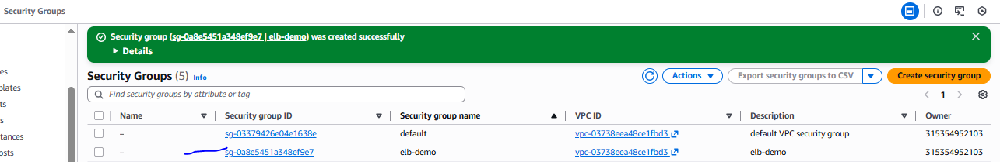 Security Groups
Security group (sg-0a8e5451a348ef9e7 | elb-demo) was created successfully
Details
es
plates
ts
s
tances
osts
Security Groups (5) Info
Actions
Export security groups to CSV
Create security group
Find security groups by attribute or tag
1
Name Security group ID Security group name VPC ID Description Owner
– sg-03379426e04e1638e default vpc-03738eea48ce1fbd3 default VPC security group 315354952103
– sg-0a8e5451a348ef9e7 elb-demo vpc-03738eea48ce1fbd3 elb-demo 315354952103